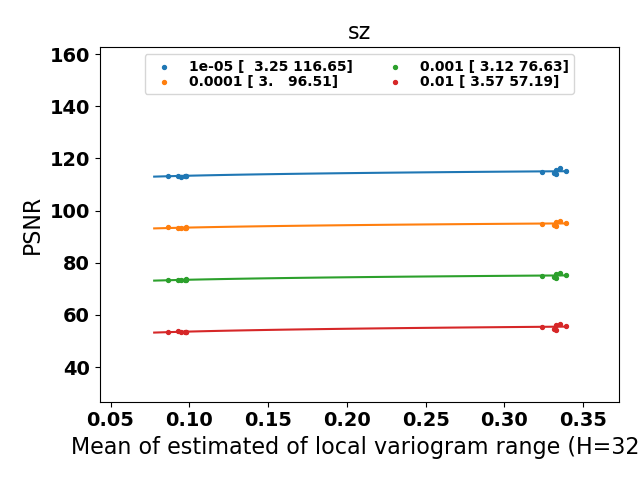 sz
160
140
120
100
80
60
40
PSNR
1e-05 [  3.25 116.65]
0.0001 [ 3.   96.51]
0.001 [ 3.12 76.63]
0.01 [ 3.57 57.19]
0.05 0.10 0.15 0.20 0.25 0.30 0.35
Mean of estimated of local variogram range (H=32